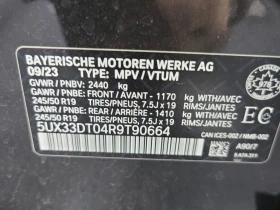 BAYERISCHE MOTOREN WERKE AG
09/23 TYPE: MPV / VTUM
GVWR / PNBV: 2440 kg
GAWR / PNBE: FRONT / AVANT - 1170 kg WITH/AVEC
245/50 R19 TIRES/PNEUS, 7.5J x 19 RIMS/JANTES
GAWR / PNBE: REAR / ARRIERE - 1410 kg WITH/AVEC
245/50 R19 TIRES/PNEUS, 7.5J x 19 RIMS/JANTES
5UX33DT04R9T90664
CAN ICES-002 / NMB-002
EC
A90/7